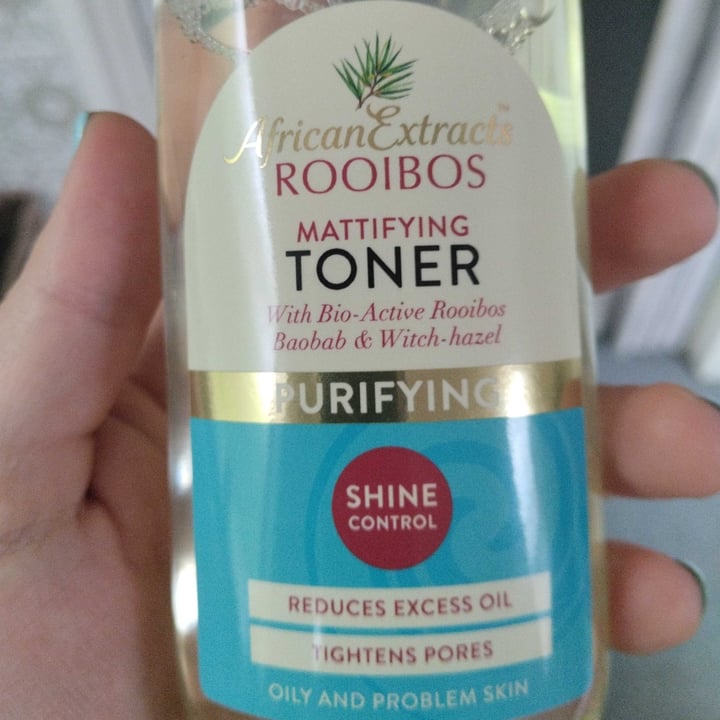 AfricanExtracts™
ROOIBOS
MATTIFYING
TONER
With Bio-Active Rooibos
Baobab & Witch-hazel
PURIFYING
SHINE
CONTROL
REDUCES EXCESS OIL
TIGHTENS PORES
OILY AND PROBLEM SKIN